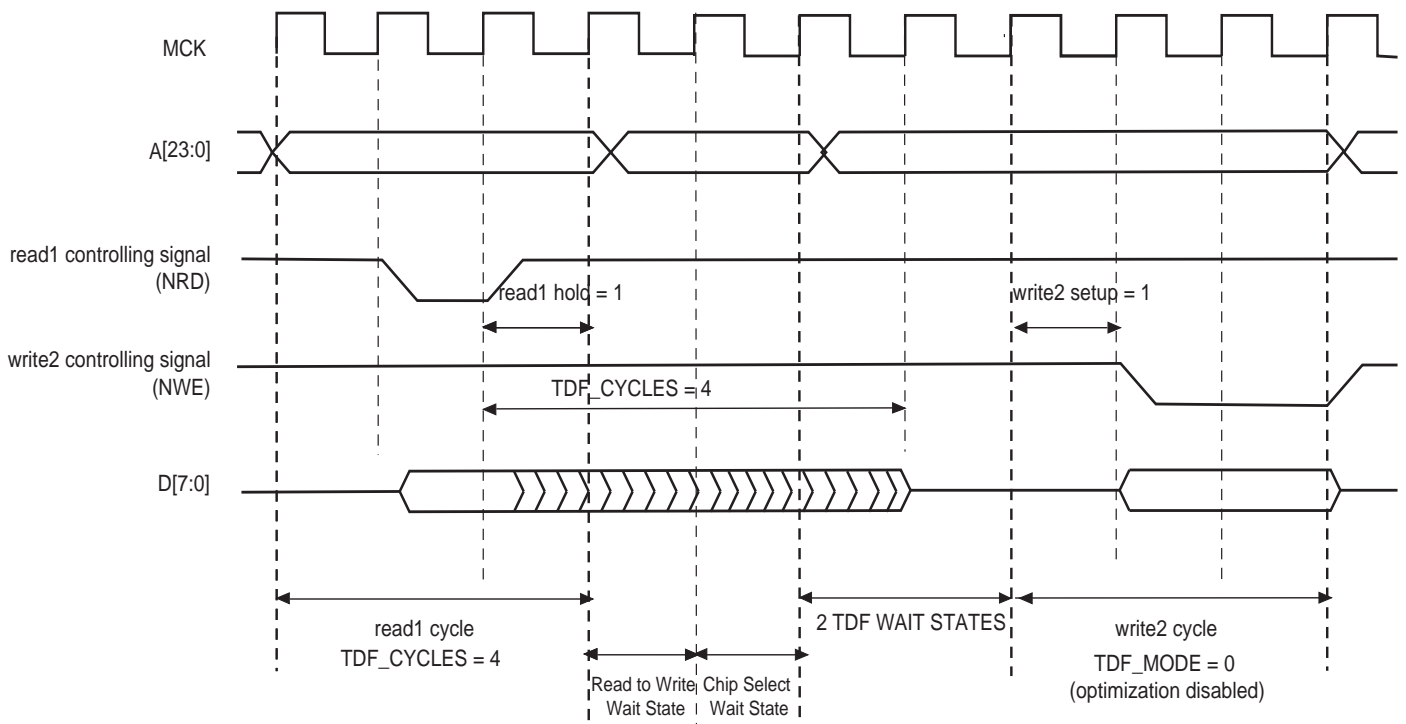 MCK
A[23:0]
read1 controlling signal
(NRD)
read1 hold = 1
write2 setup = 1
write2 controlling signal
(NWE)
TDF_CYCLES = 4
D[7:0]
read1 cycle
TDF_CYCLES = 4
Read to Write
Wait State
Chip Select
Wait State
2 TDF WAIT STATES
write2 cycle
TDF_MODE = 0
(optimization disabled)